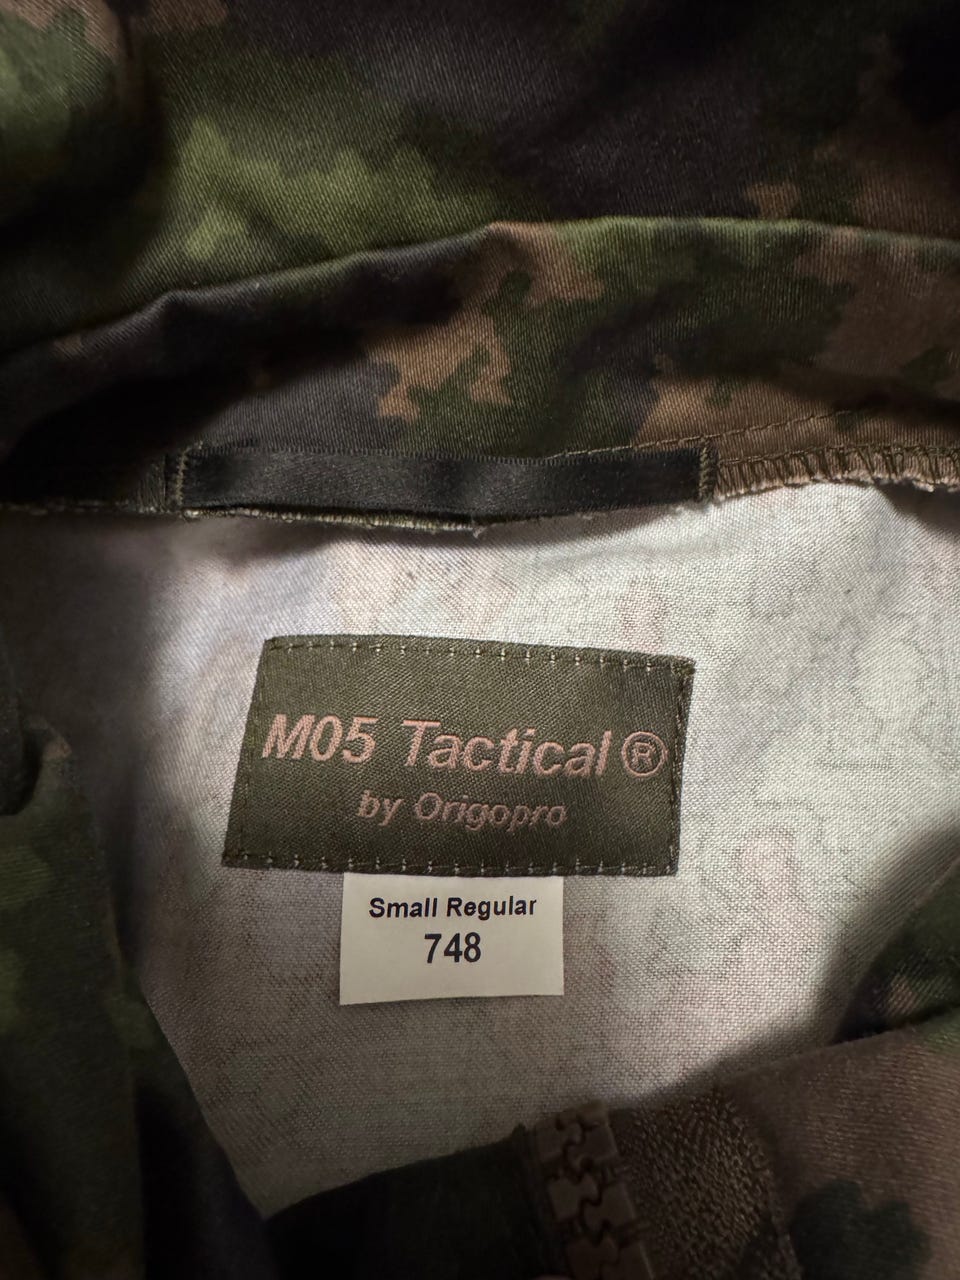 M05 Tactical®
by Origopro
Small Regular
748